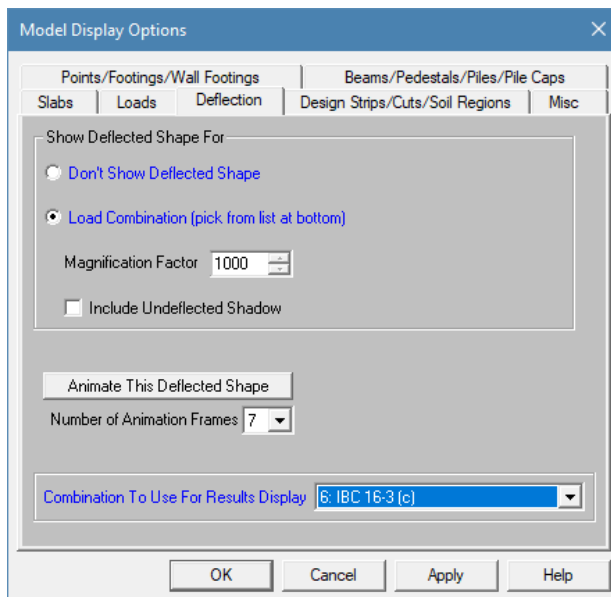 Model Display Options
Points/Footings/Wall Footings
Beams/Pedestals/Piles/Pile Caps
Slabs
Loads
Deflection
Design Strips/Cuts/Soil Regions
Misc
Show Deflected Shape For
Don't Show Deflected Shape
Load Combination (pick from list at bottom)
Magnification Factor 1000
Include Undeflected Shadow
Animate This Deflected Shape
Number of Animation Frames 7
Combination To Use For Results Display 6: IBC 16-3 (c)
OK
Cancel
Apply
Help